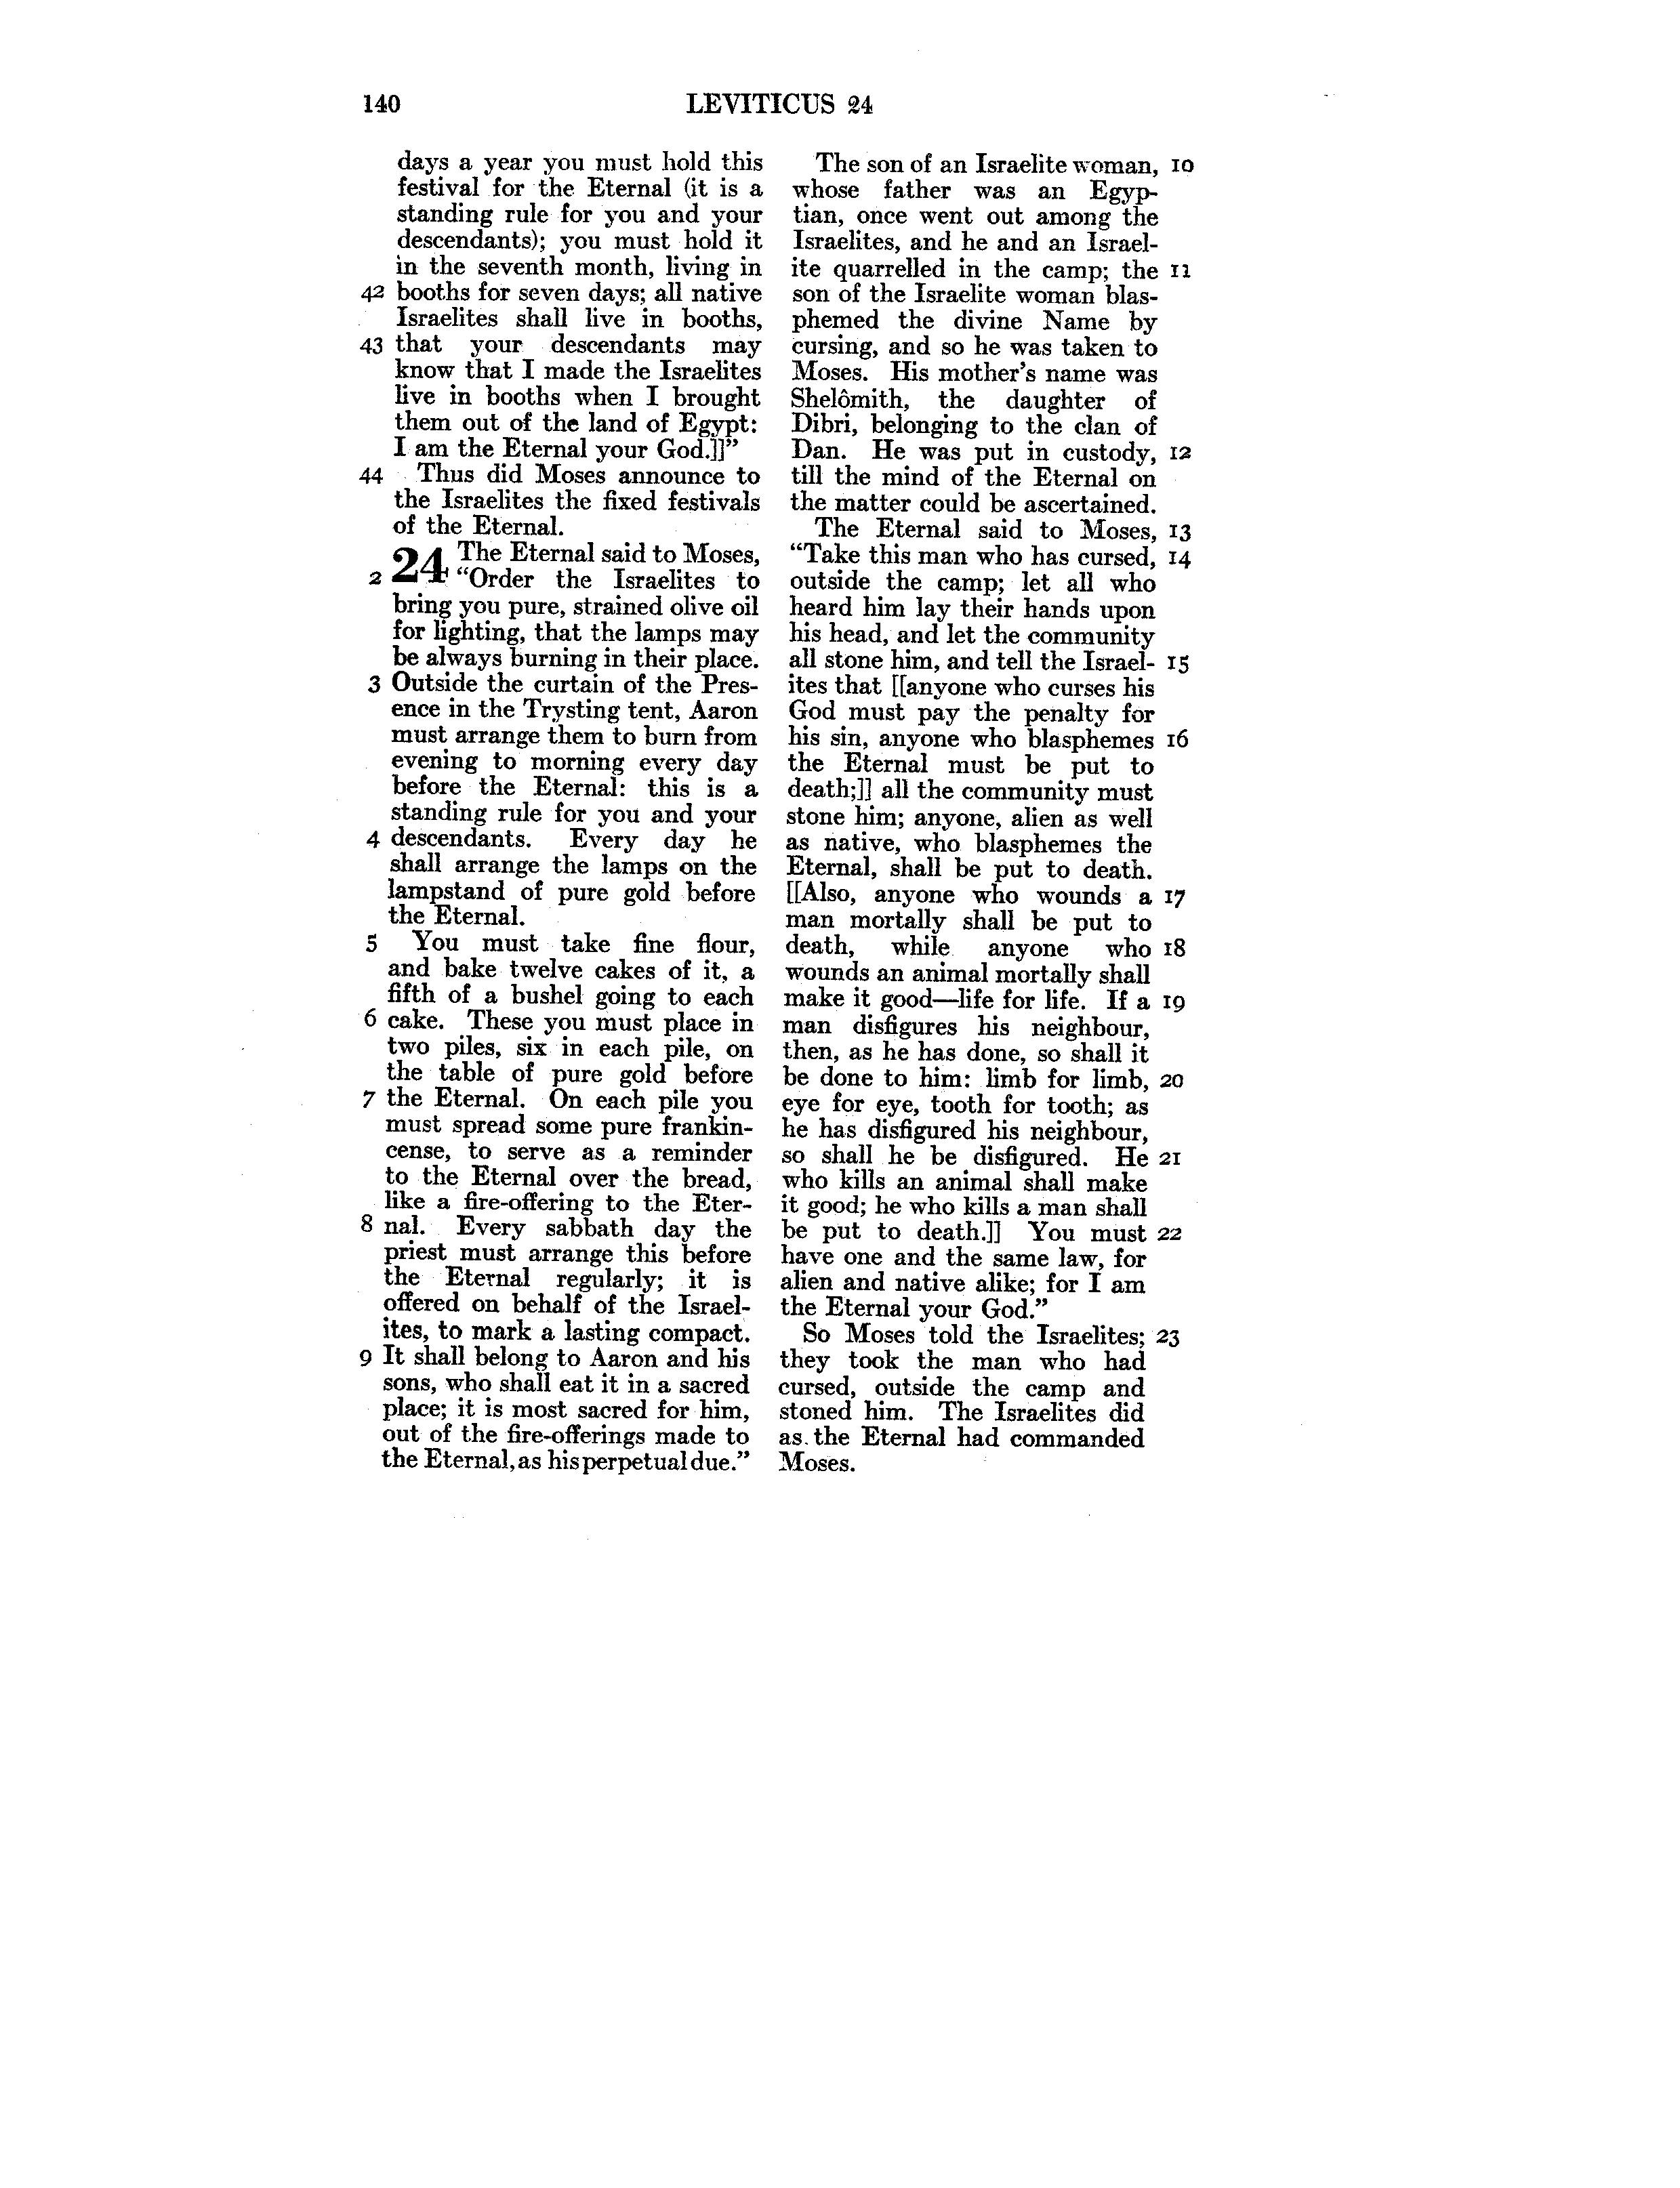 140
LEVITICUS 24
days a year you must hold this
festival for the Eternal (it is a
standing rule for you and your
descendants); you must hold it
in the seventh month, living in
42 booths for seven days; all native
Israelites shall live in booths,
43 that your descendants may
know that I made the Israelites
live in booths when I brought
them out of the land of Egypt:
I am the Eternal your God.]]”
44 Thus did Moses announce to
the Israelites the fixed festivals
of the Eternal.
24 The Eternal said to Moses,
2 “Order the Israelites to
bring you pure, strained olive oil
for lighting, that the lamps may
be always burning in their place.
3 Outside the curtain of the Pres-
ence in the Trysting tent, Aaron
must arrange them to burn from
evening to morning every day
before the Eternal: this is a
standing rule for you and your
4 descendants. Every day he
shall arrange the lamps on the
lampstand of pure gold before
the Eternal.
5 You must take fine flour,
and bake twelve cakes of it, a
fifth of a bushel going to each
6 cake. These you must place in
two piles, six in each pile, on
the table of pure gold before
7 the Eternal. On each pile you
must spread some pure frankin-
cense, to serve as a reminder
to the Eternal over the bread,
like a fire-offering to the Eter-
8 nal. Every sabbath day the
priest must arrange this before
the Eternal regularly; it is
offered on behalf of the Israel-
ites, to mark a lasting compact.
9 It shall belong to Aaron and his
sons, who shall eat it in a sacred
place; it is most sacred for him,
out of the fire-offerings made to
the Eternal, as his perpetual due.”
The son of an Israelite woman, 10
whose father was an Egyp-
tian, once went out among the
Israelites, and he and an Israel-
ite quarrelled in the camp; the 11
son of the Israelite woman blas-
phemed the divine Name by
cursing, and so he was taken to
Moses. His mother’s name was
Shelômith, the daughter of
Dibri, belonging to the clan of
Dan. He was put in custody, 12
till the mind of the Eternal on
the matter could be ascertained.
The Eternal said to Moses, 13
“Take this man who has cursed, 14
outside the camp; let all who
heard him lay their hands upon
his head, and let the community
all stone him, and tell the Israel- 15
ites that [[anyone who curses his
God must pay the penalty for
his sin, anyone who blasphemes 16
the Eternal must be put to
death;]] all the community must
stone him; anyone, alien as well
as native, who blasphemes the
Eternal, shall be put to death.
[[Also, anyone who wounds a 17
man mortally shall be put to
death, while anyone who 18
wounds an animal mortally shall
make it good—life for life. If a 19
man disfigures his neighbour,
then, as he has done, so shall it
be done to him: limb for limb, 20
eye for eye, tooth for tooth; as
he has disfigured his neighbour,
so shall he be disfigured. He 21
who kills an animal shall make
it good; he who kills a man shall
be put to death.]] You must 22
have one and the same law, for
alien and native alike; for I am
the Eternal your God.”
So Moses told the Israelites; 23
they took the man who had
cursed, outside the camp and
stoned him. The Israelites did
as the Eternal had commanded
Moses.